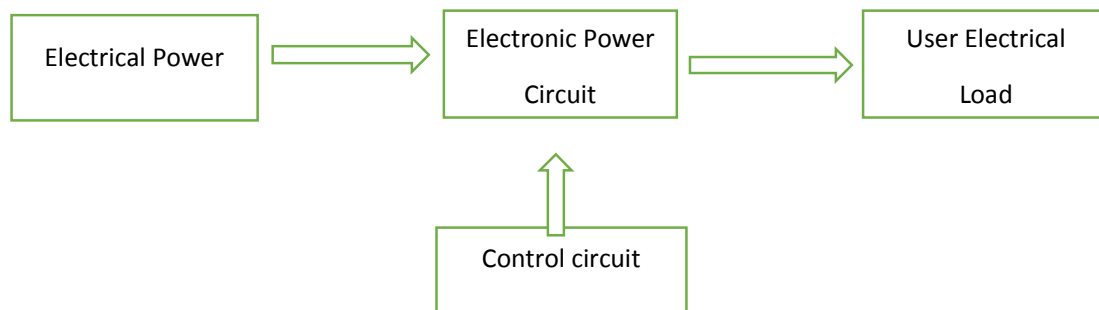 Electrical Power
Electronic Power
Circuit
User Electrical
Load
Control circuit